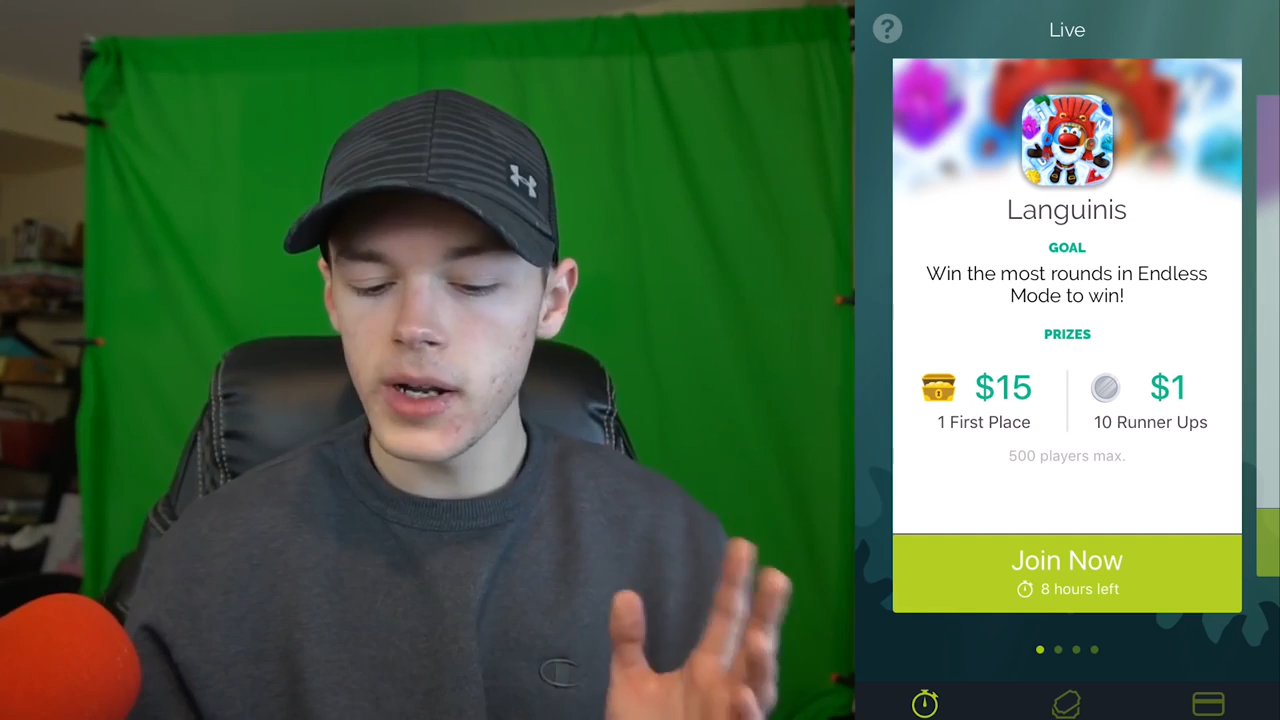 ?
Live
Languinis
GOAL
Win the most rounds in Endless
Mode to win!
PRIZES
$15
$1
1 First Place
10 Runner Ups
500 players max.
Join Now
8 hours left